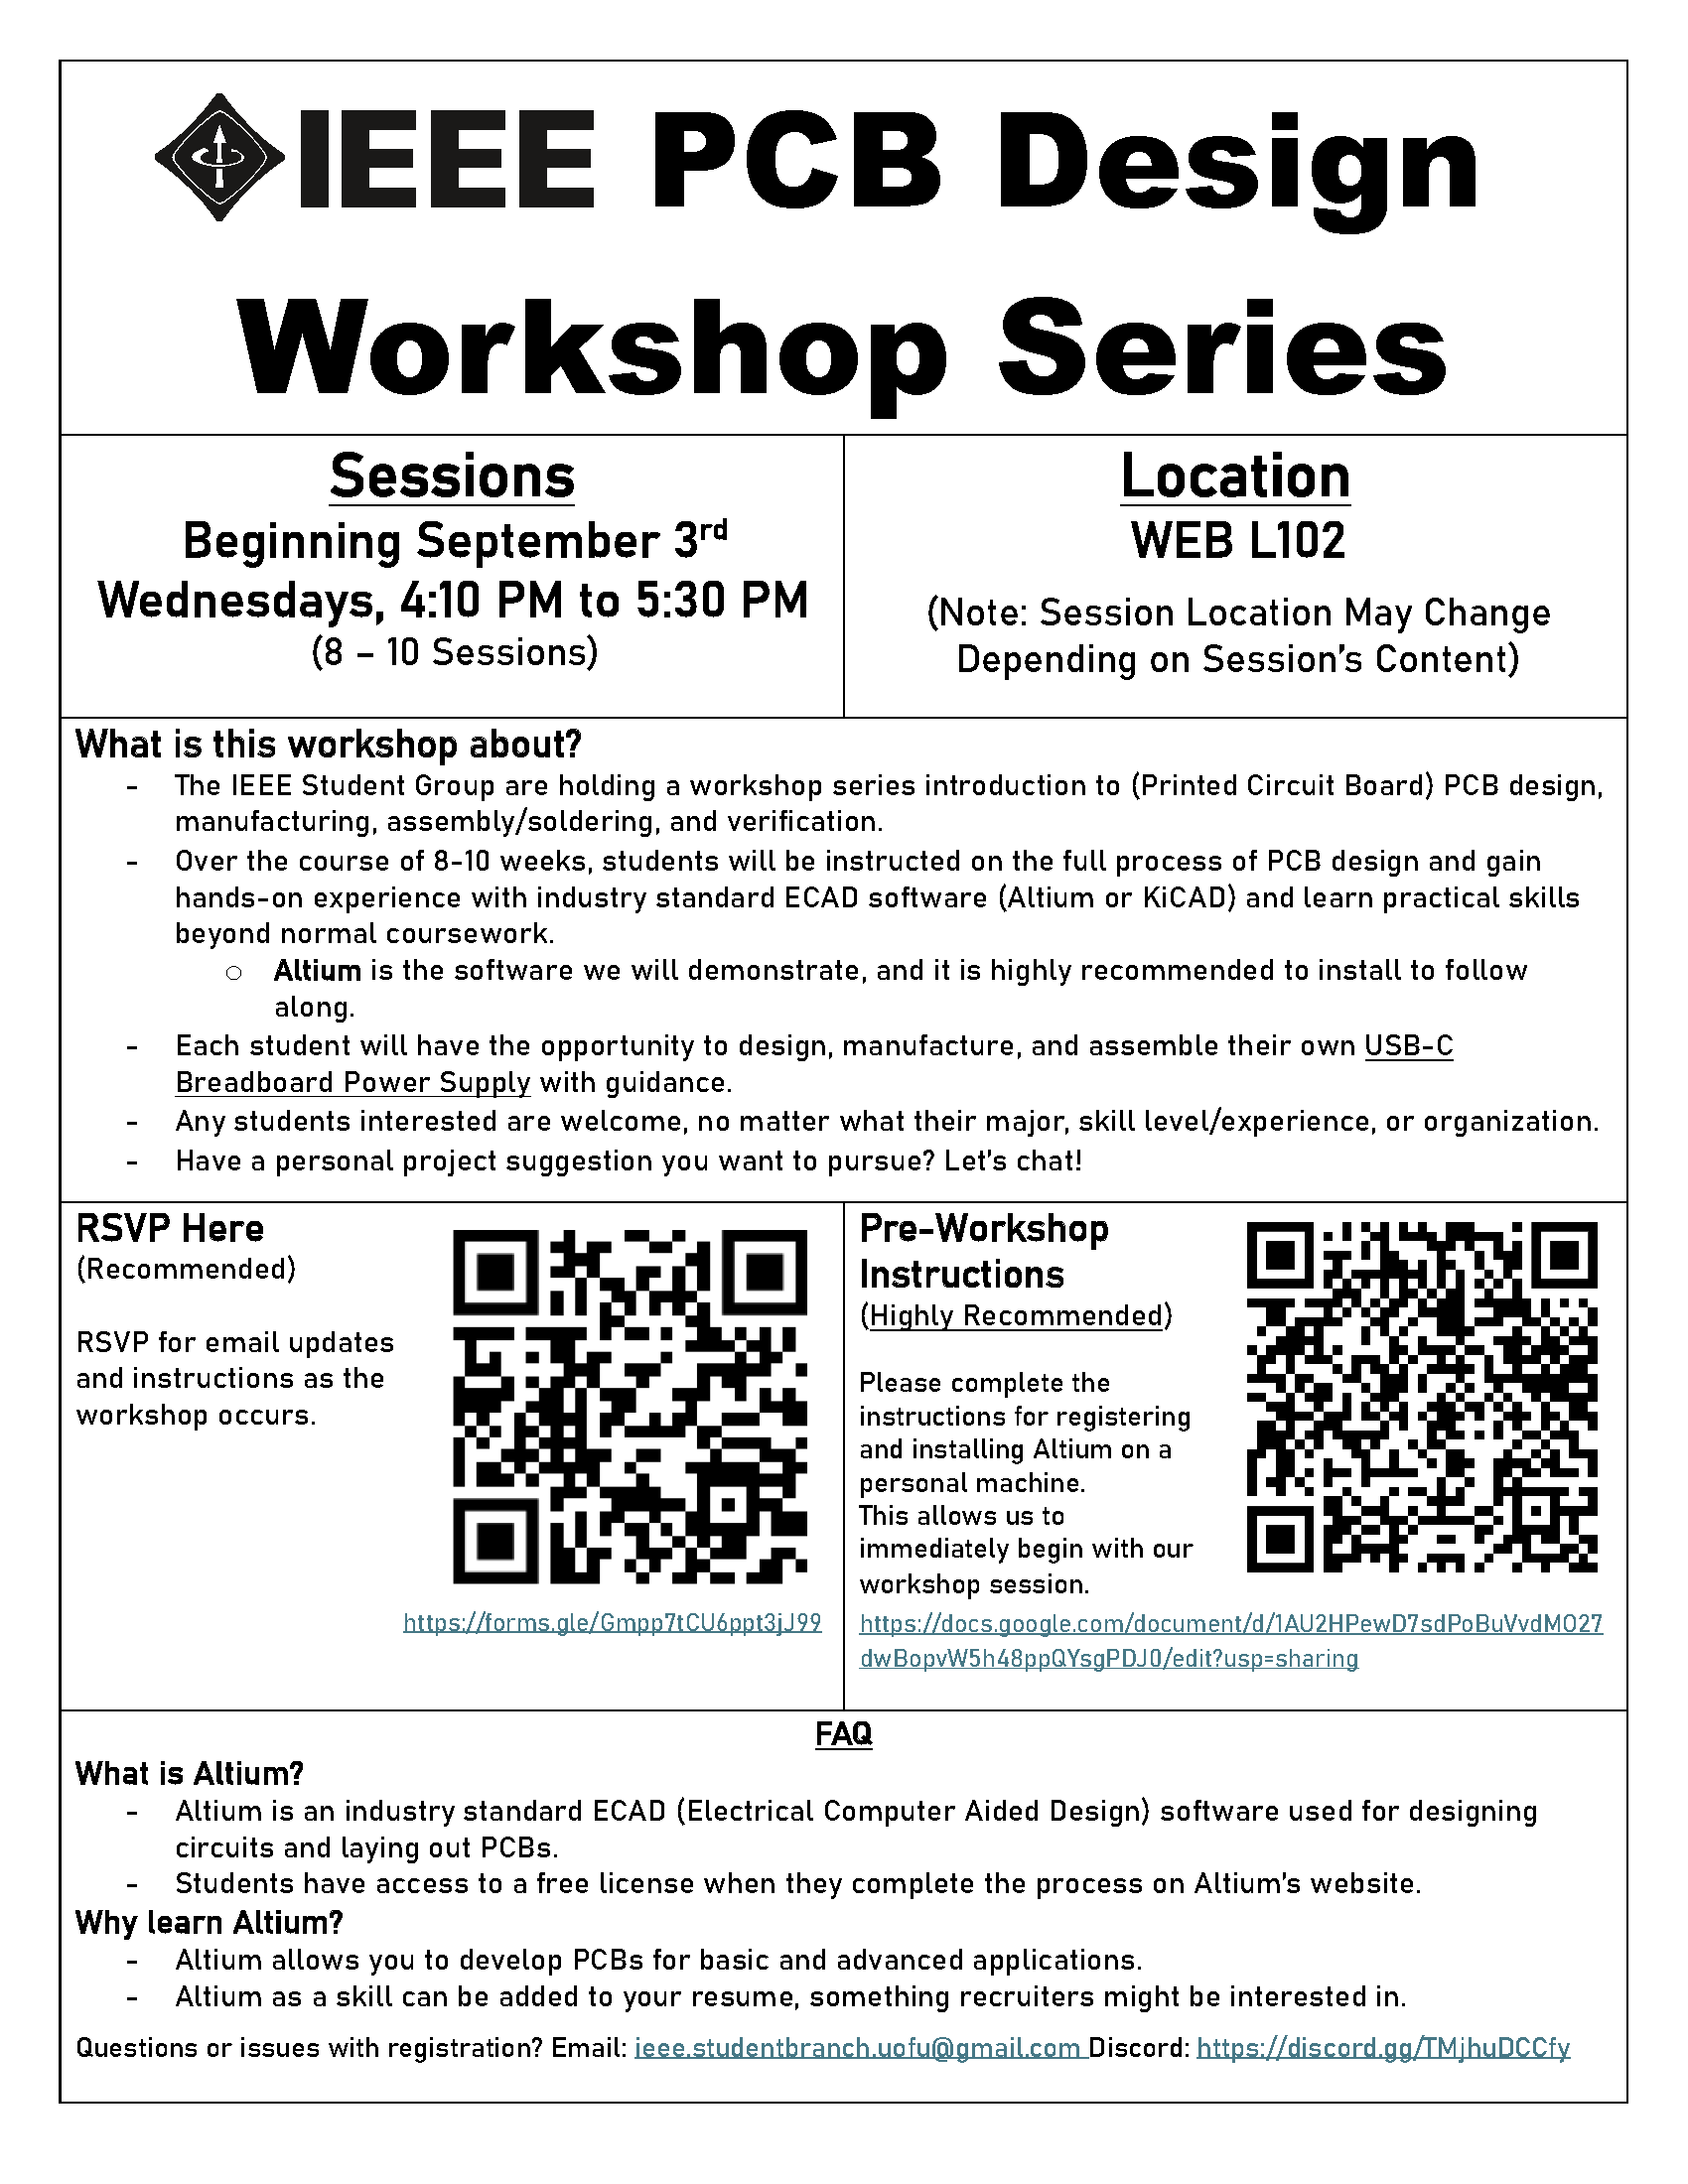 IEEE PCB Design
Workshop Series
Sessions
Beginning September 3rd
Wednesdays, 4:10 PM to 5:30 PM
(8 – 10 Sessions)
Location
WEB L102
(Note: Session Location May Change
Depending on Session's Content)
What is this workshop about?
- The IEEE Student Group are holding a workshop series introduction to (Printed Circuit Board) PCB design,
manufacturing, assembly/soldering, and verification.
- Over the course of 8-10 weeks, students will be instructed on the full process of PCB design and gain
hands-on experience with industry standard ECAD software (Altium or KiCAD) and learn practical skills
beyond normal coursework.
○ Altium is the software we will demonstrate, and it is highly recommended to install to follow
along.
- Each student will have the opportunity to design, manufacture, and assemble their own USB-C
Breadboard Power Supply with guidance.
- Any students interested are welcome, no matter what their major, skill level/experience, or organization.
- Have a personal project suggestion you want to pursue? Let's chat!
RSVP Here
(Recommended)
RSVP for email updates
and instructions as the
workshop occurs.
https://forms.gle/Gmpp7tCU6ppt3jJ99
Pre-Workshop
Instructions
(Highly Recommended)
Please complete the
instructions for registering
and installing Altium on a
personal machine.
This allows us to
immediately begin with our
workshop session.
https://docs.google.com/document/d/1AU2HPewD7sdPoBuVvdMO27
dwBopvW5h48ppQYsgPDJ0/edit?usp=sharing
FAQ
What is Altium?
- Altium is an industry standard ECAD (Electrical Computer Aided Design) software used for designing
circuits and laying out PCBs.
- Students have access to a free license when they complete the process on Altium's website.
Why learn Altium?
- Altium allows you to develop PCBs for basic and advanced applications.
- Altium as a skill can be added to your resume, something recruiters might be interested in.
Questions or issues with registration? Email: ieee.studentbranch.uofu@gmail.com Discord: https://discord.gg/TMjhuDCCfy